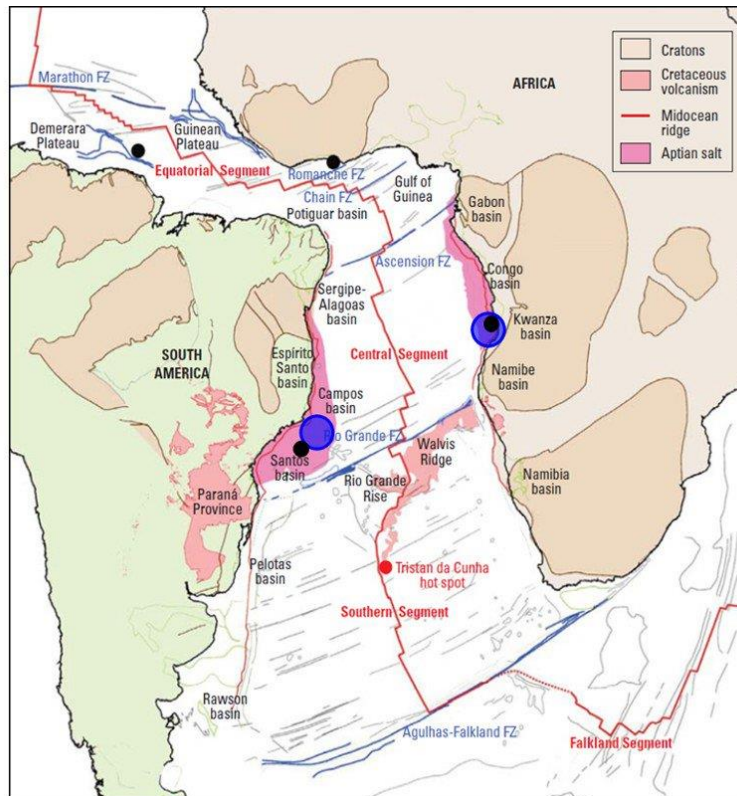 AFRICA
Cratons
Cretaceous
volcanism
Midocean
ridge
Aptian salt
Marathon FZ
Demerara
Plateau
Guinean
Plateau
Equatorial Segment
Romanche FZ
Chain FZ
Potiguar basin
Gulf of
Guinea
Gabon
basin
Ascension FZ
Congo
basin
Sergipe-
Alagoas
basin
Kwanza
basin
SOUTH
AMERICA
Espírito
Santo
basin
Central Segment
Namibe
basin
Campos
basin
Rio Grande FZ
Walvis
Ridge
Santos
basin
Rio Grande
Rise
Namibia
basin
Paraná
Province
Pelotas
basin
Tristan da Cunha
hot spot
Southern Segment
Rawson
basin
Agulhas-Falkland FZ
Falkland Segment